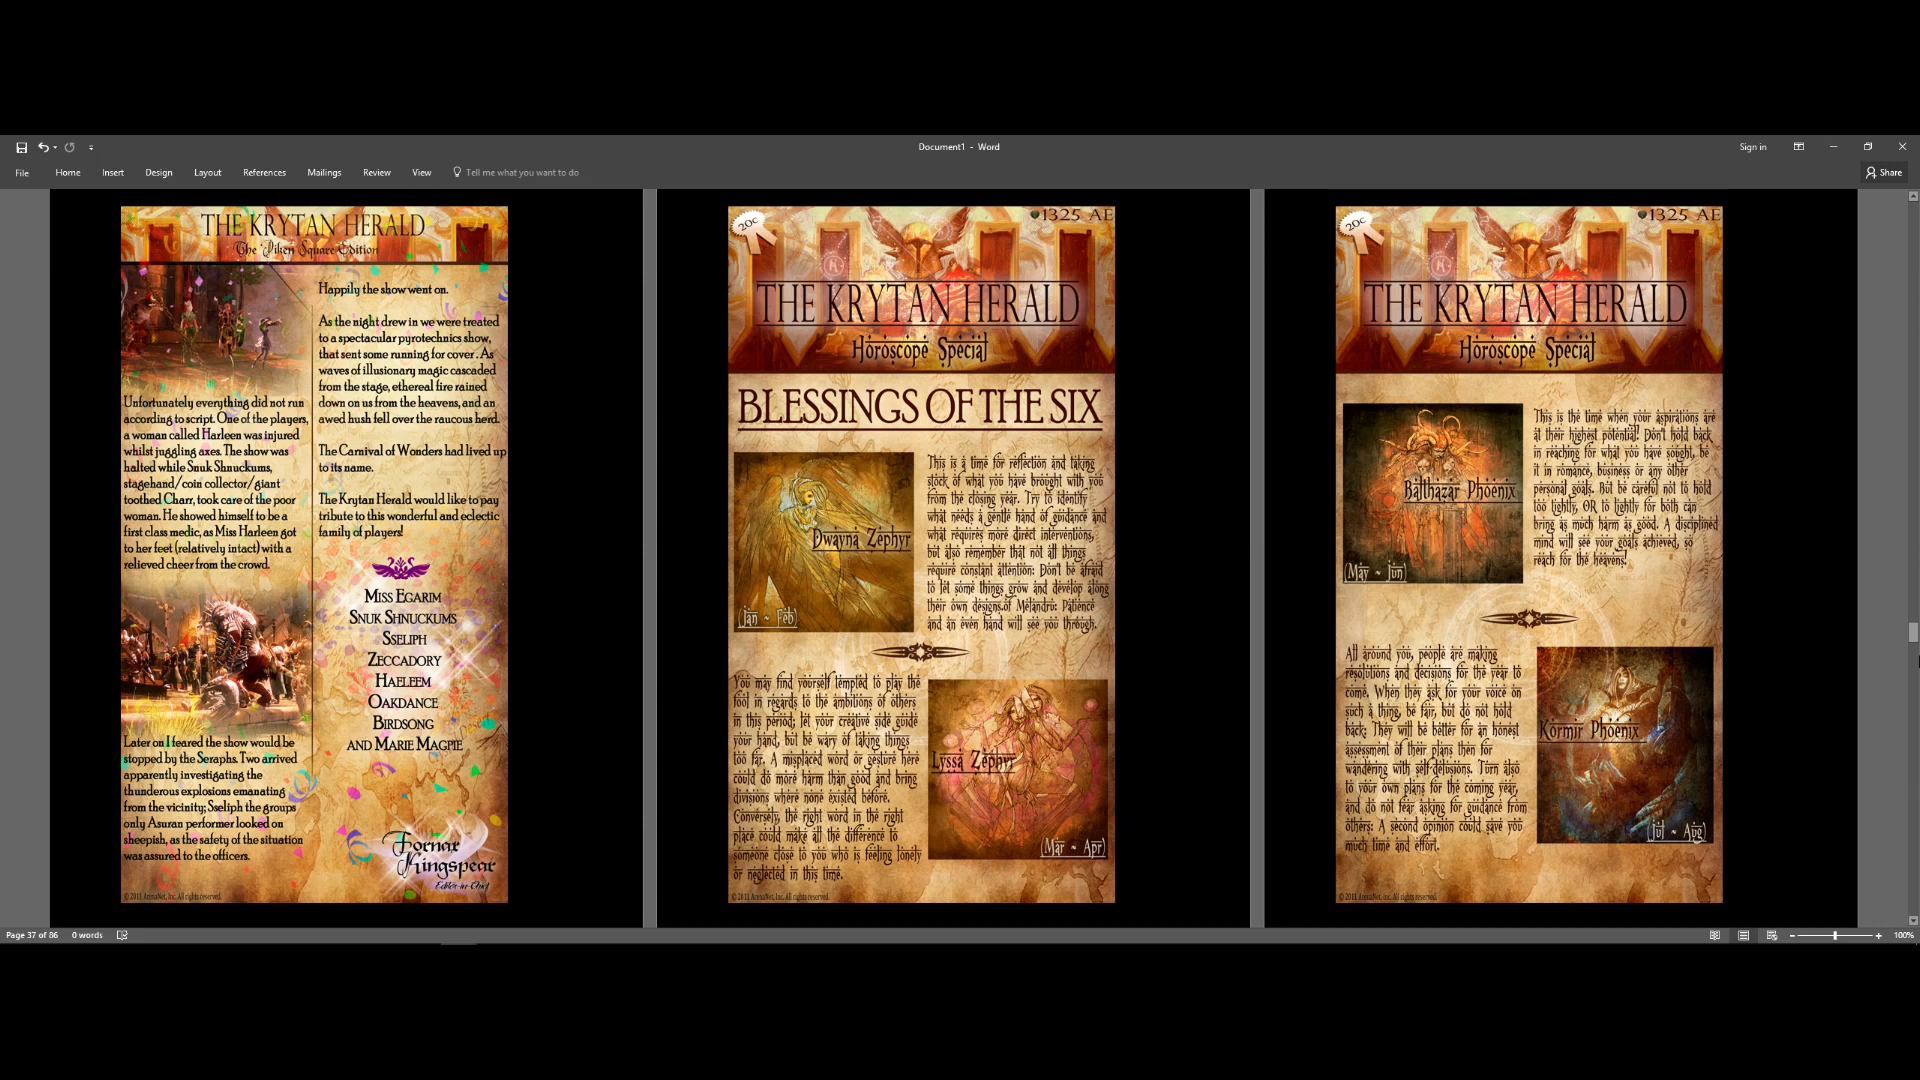 Document1 - Word
Sign in
File Home Insert Design Layout References Mailings Review View Tell me what you want to do
Share
THE KRYTAN HERALD
The Piken Square Edition
Unfortunately everything did not run
according to script. One of the players,
a woman called Harleen was injured
whilst juggling axes. The show was
halted while Snuk Shnuckums,
stagehand/coin collector/giant
toothed Charr, took care of the poor
woman. He showed himself to be a
first class medic, as Miss Harleen got
to her feet (relatively intact) with a
relieved cheer from the crowd.
Later on I feared the show would be
stopped by the Seraphs. Two arrived
apparently investigating the
thunderous explosions emanating
from the vicinity; Sseliph the groups
only Asuran performer looked on
sheepish, as the safety of the situation
was assured to the officers.
Happily the show went on.
As the night drew in we were treated
to a spectacular pyrotechnics show,
that sent some running for cover . As
waves of illusionary magic cascaded
from the stage, ethereal fire rained
down on us from the heavens, and an
awed hush fell over the raucous herd.
The Carnival of Wonders had lived up
to its name.
The Krytan Herald would like to pay
tribute to this wonderful and eclectic
family of players!
MISS EGARIM
SNUK SHNUCKUMS
SSELIPH
ZECCADORY
HAELEEM
OAKDANCE
BIRDSONG
AND MARIE MAGPIE
Fornax
Kingspear
Editor-in-Chief
© 2011 ArenaNet, Inc. All rights reserved.
20c
1325 AE
THE KRYTAN HERALD
Horoscope Special
BLESSINGS OF THE SIX
Dwayna Zephyr
(Jan ~ Feb)
This is a time for reflection and taking
stock of what you have brought with you
from the closing year. Try to identify
what needs a gentle hand of guidance and
what requires more direct interventions,
but also remember that not all things
require constant attention: Don't be afraid
to let some things grow and develop along
their own designs.of Melandru: Patience
and an even hand will see you through.
You may find yourself tempted to play the
fool in regards to the ambitions of others
in this period; let your creative side guide
your hand, but be wary of taking things
too far. A misplaced word or gesture here
could do more harm than good and bring
divisions where none existed before.
Conversely, the right word in the right
place could make all the difference to
someone close to you who is feeling lonely
or neglected in this time.
Lyssa Zephyr
(Mar ~ Apr)
© 2011 ArenaNet, Inc. All rights reserved.
20c
1325 AE
THE KRYTAN HERALD
Horoscope Special
Balthazar Phoenix
(May ~ Jun)
This is the time when your aspirations are
at their highest potential! Don't hold back
in reaching for what you have sought, be
it in romance, business or any other
personal goals. But be careful not to hold
too lightly, OR to lightly for both can
bring as much harm as good. A disciplined
mind will see your goals achieved, so
reach for the heavens!
All around you, people are making
resolutions and decisions for the year to
come. When they ask for your voice on
such a thing, be fair, but do not hold
back: They will be better for an honest
assessment of their plans then for
wandering with self-delusions. Turn also
to your own plans for the coming year,
and do not fear asking for guidance from
others: A second opinion could save you
much time and effort.
Kormir Phoenix
(Jul ~ Aug)
© 2011 ArenaNet, Inc. All rights reserved.
Page 37 of 86 0 words
100%